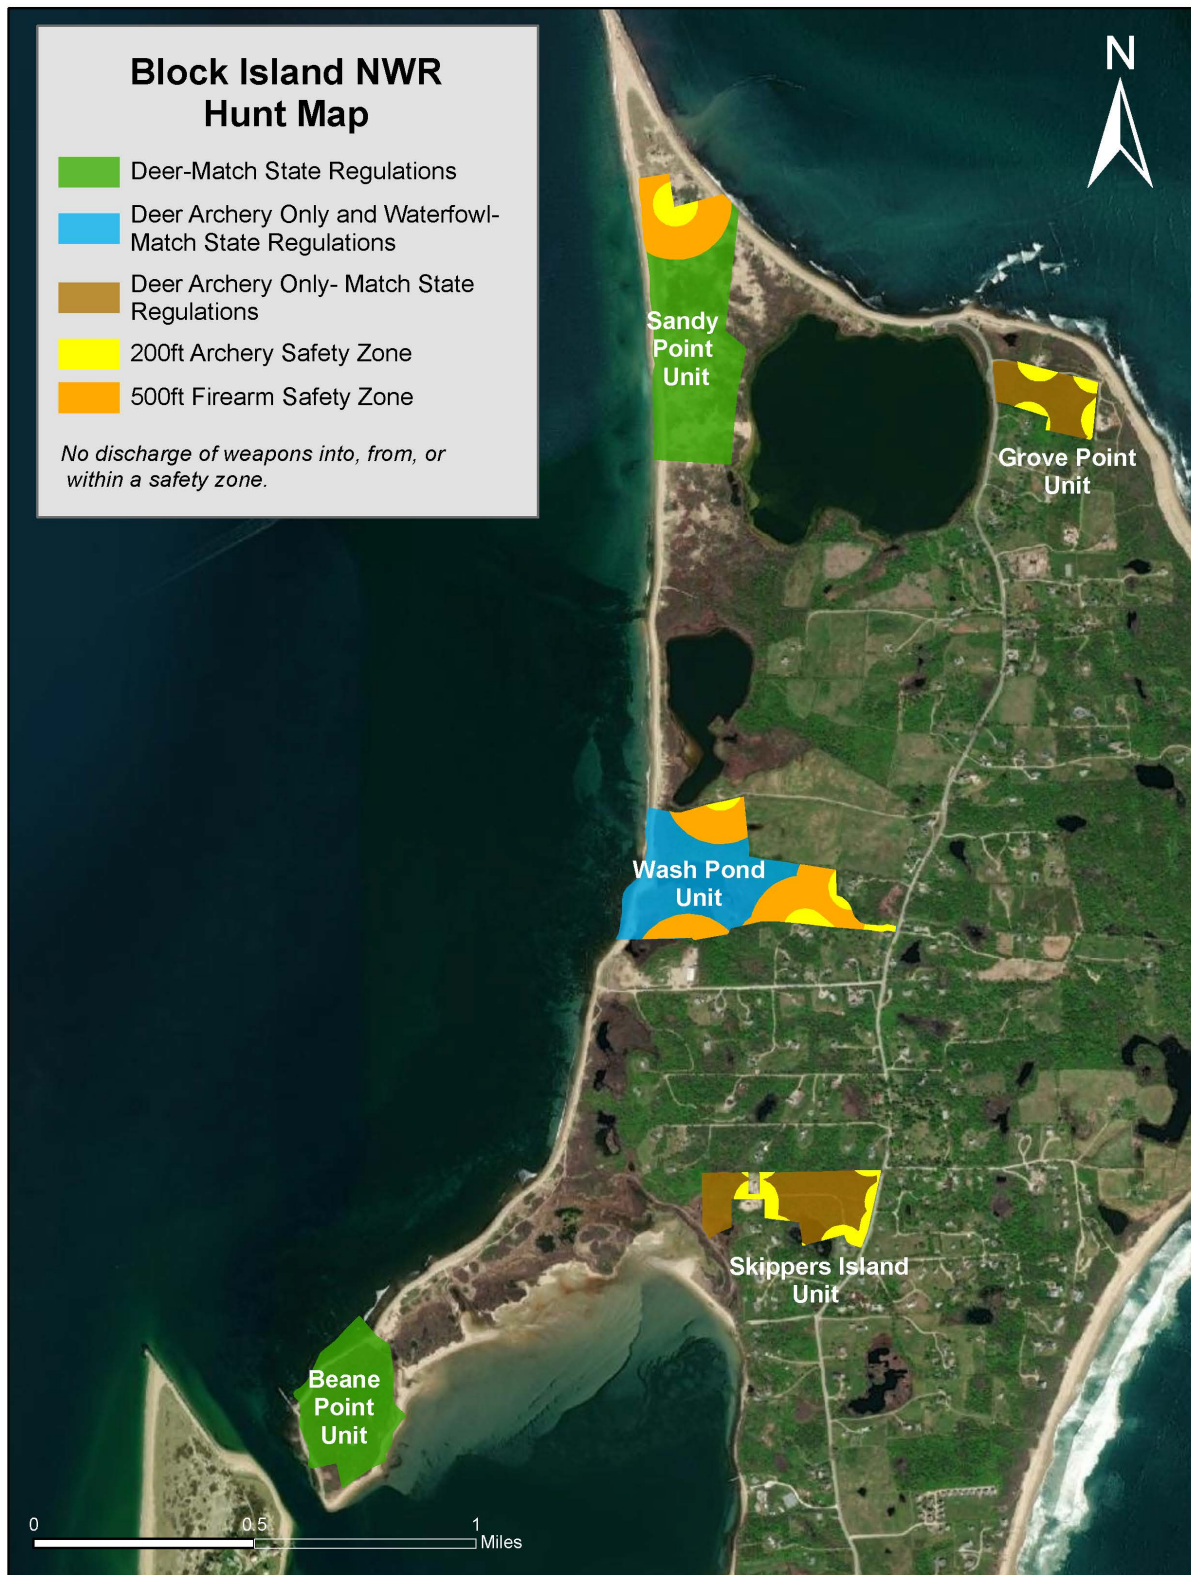 Block Island NWR
Hunt Map
Deer-Match State Regulations
Deer Archery Only and Waterfowl-
Match State Regulations
Deer Archery Only- Match State
Regulations
200ft Archery Safety Zone
500ft Firearm Safety Zone
No discharge of weapons into, from, or
within a safety zone.
N
Sandy
Point
Unit
Grove Point
Unit
Wash Pond
Unit
Skippers Island
Unit
Beane
Point
Unit
0 0.5 1
Miles